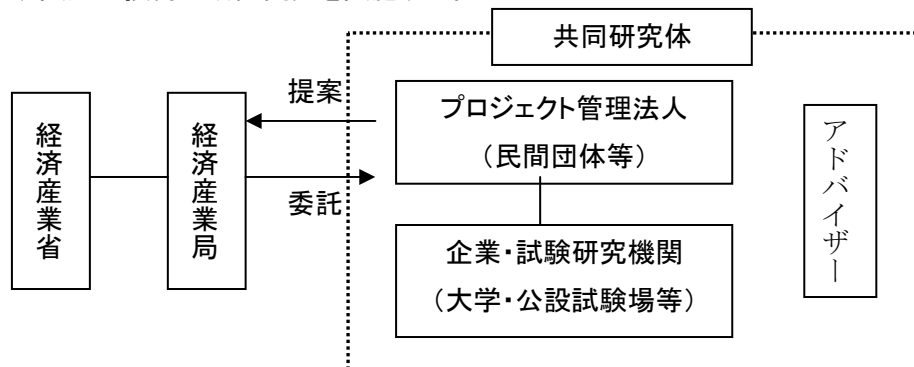 共同研究体
提案
プロジェクト管理法人
（民間団体等）
経済産業省
経済産業局
委託
企業・試験研究機関
（大学・公設試験場等）
アドバイザー